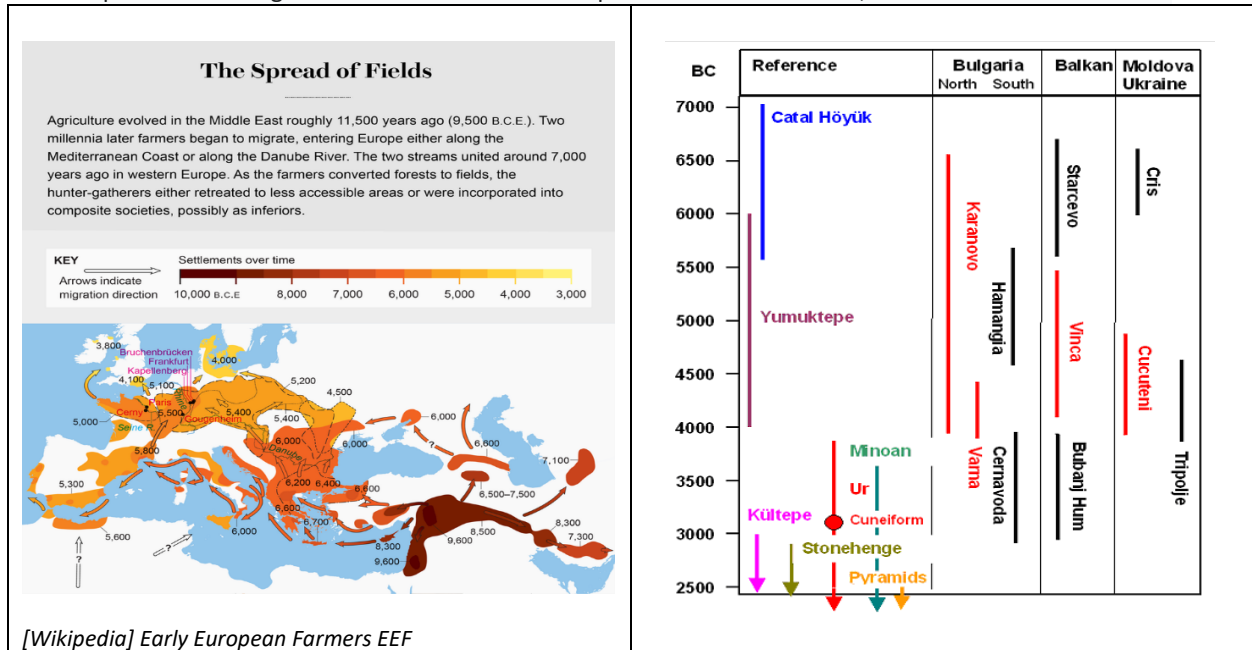 The Spread of Fields
Agriculture evolved in the Middle East roughly 11,500 years ago (9,500 B.C.E.). Two
millennia later farmers began to migrate, entering Europe either along the
Mediterranean Coast or along the Danube River. The two streams united around 7,000
years ago in western Europe. As the farmers converted forests to fields, the
hunter-gatherers either retreated to less accessible areas or were incorporated into
composite societies, possibly as inferiors.
KEY
Arrows indicate
migration direction
Settlements over time
10,000 B.C.E 8,000 7,000 6,000 5,500 4,000 3,000
3,800
Bruchenbrücken
Frankfurt
Kapellenberg
4,000
4,100
5,100
5,200
Paris
4,500
Cerny
5,500
5,400
Gougenheim
5,400
5,000
Seine R.
6,000
6,000
Danube
6,000
?
6,800
5,800
7,100
5,300
6,200 6,400
6,600
6,500–7,500
6,600
6,700
5,600
6,000
8,300
9,600
8,500
8,300
7,300
9,600
?
?
[Wikipedia] Early European Farmers EEF
BC
Reference
Bulgaria
North South
Balkan
Moldova
Ukraine
7000
6500
6000
5500
5000
4500
4000
3500
3000
2500
Catal Höyük
Yumuktepe
Minoan
Ur
Cuneiform
Kültepe
Stonehenge
Pyramids
Karanovo
Hamangia
Varna
Cernavoda
Starcevo
Vinca
Bubanj Hum
Cris
Cucuteni
Tripolje